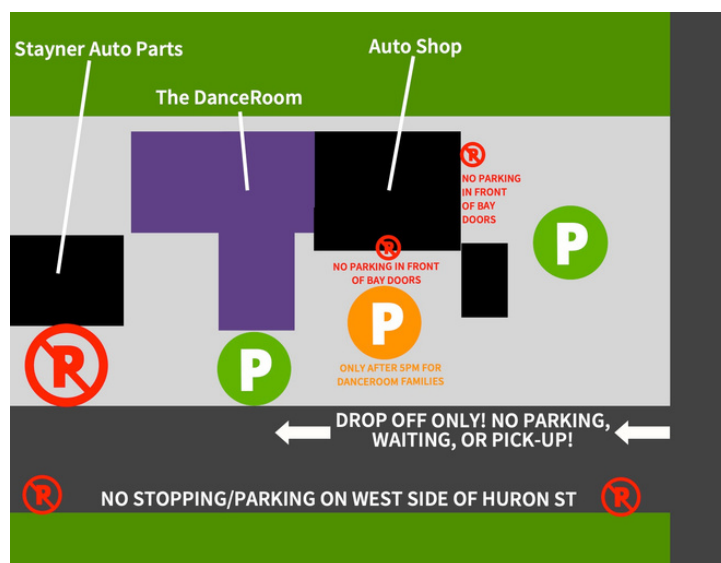 Stayner Auto Parts
Auto Shop
The DanceRoom
R
NO PARKING
IN FRONT
OF BAY
DOORS
P
R
NO PARKING IN FRONT
OF BAY DOORS
P
R
P
ONLY AFTER 5PM FOR
DANCEROOM FAMILIES
DROP OFF ONLY! NO PARKING,
WAITING, OR PICK-UP!
R
NO STOPPING/PARKING ON WEST SIDE OF HURON ST
R